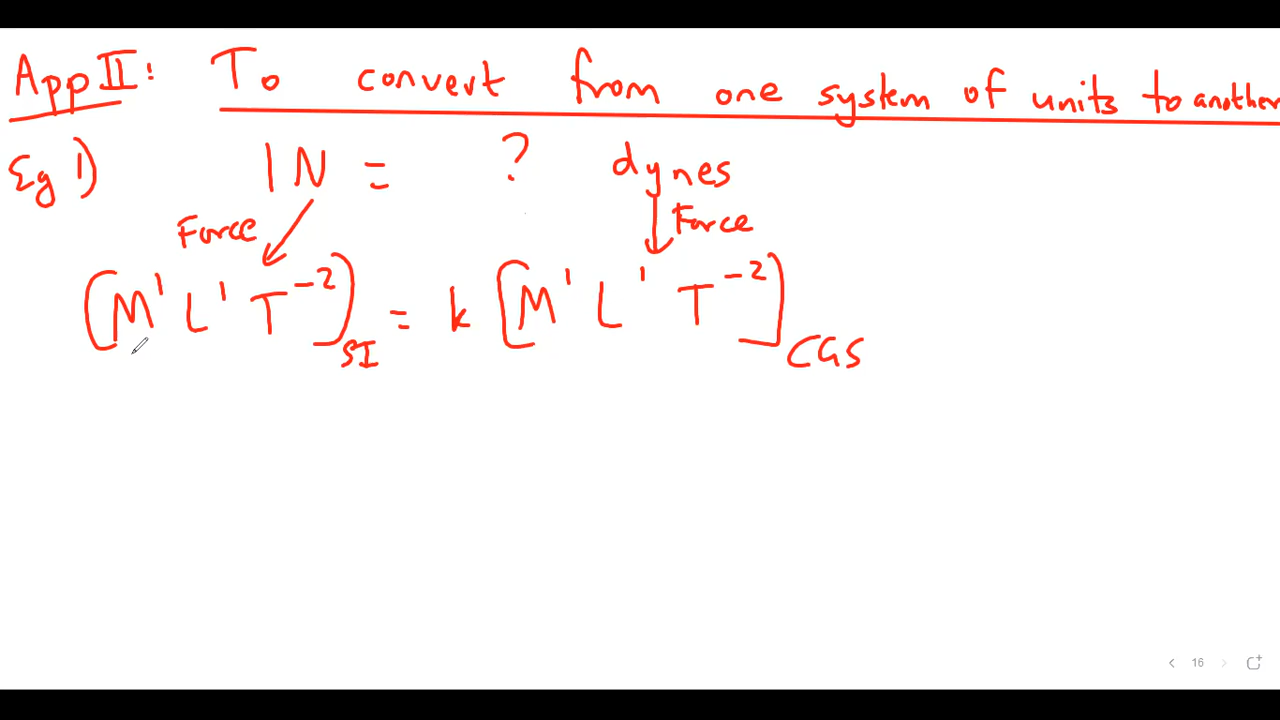 App II: To convert from one system of units to another
Eg 1) 1 N = ? dynes
Force Force
[M¹ L¹ T⁻²]SI = k [M¹ L¹ T⁻²]CGS
16